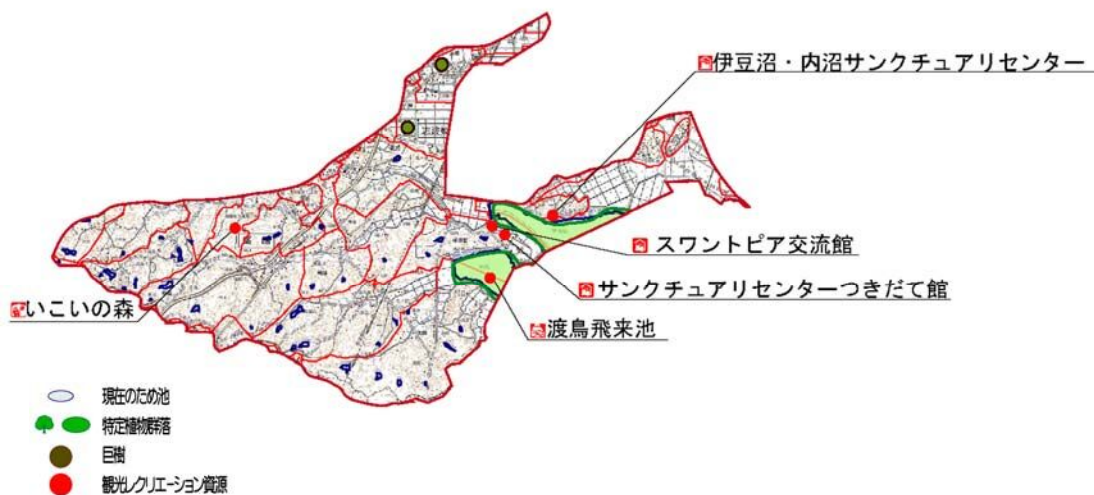 伊豆沼・内沼サンクチュアリセンター
スワントピア交流館
サンクチュアリセンターつきだて館
いこいの森
渡鳥飛来池
現在のため池
特定植物群落
巨樹
観光レクリエーション資源